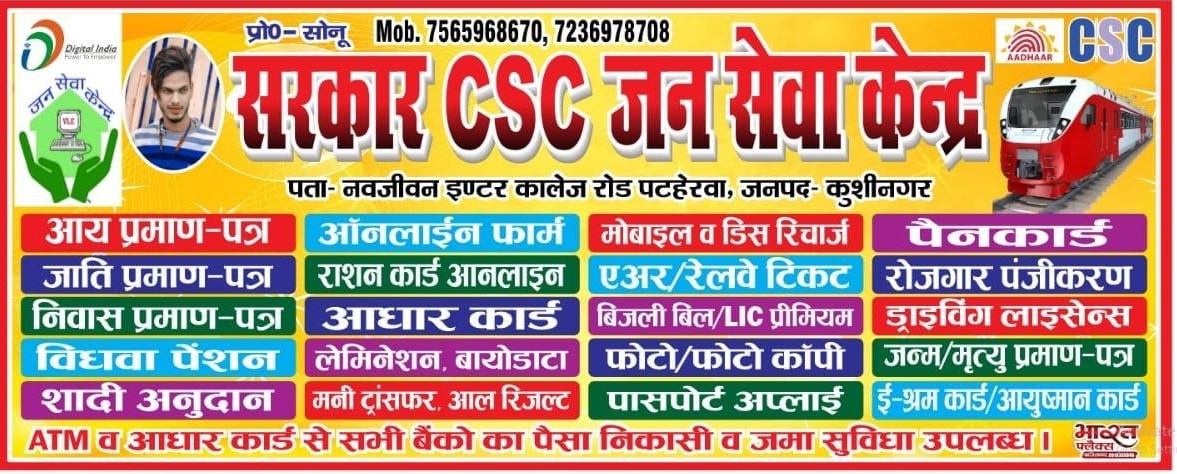 Digital India
Power To Empower
प्रो0- सोनू
Mob. 7565968670, 7236978708
AADHAAR
CSC
जन सेवा केन्द्र
VLE
सरकार CSC जन सेवा केन्द्र
पता- नवजीवन इण्टर कालेज रोड पटहेरवा, जनपद- कुशीनगर
आय प्रमाण-पत्र
ऑनलाईन फार्म
मोबाइल व डिस रिचार्ज
पैनकार्ड
जाति प्रमाण-पत्र
राशन कार्ड आनलाइन
एअर/रेलवे टिकट
रोजगार पंजीकरण
निवास प्रमाण-पत्र
आधार कार्ड
बिजली बिल/LIC प्रीमियम
ड्राइविंग लाइसेन्स
विधवा पेंशन
लेमिनेशन, बायोडाटा
फोटो/फोटो कॉपी
जन्म/मृत्यु प्रमाण-पत्र
शादी अनुदान
मनी ट्रांसफर, आल रिजल्ट
पासपोर्ट अप्लाई
ई-श्रम कार्ड/आयुष्मान कार्ड
ATM व आधार कार्ड से सभी बैंको का पैसा निकासी व जमा सुविधा उपलब्ध।
भारत
फ्लैक्स